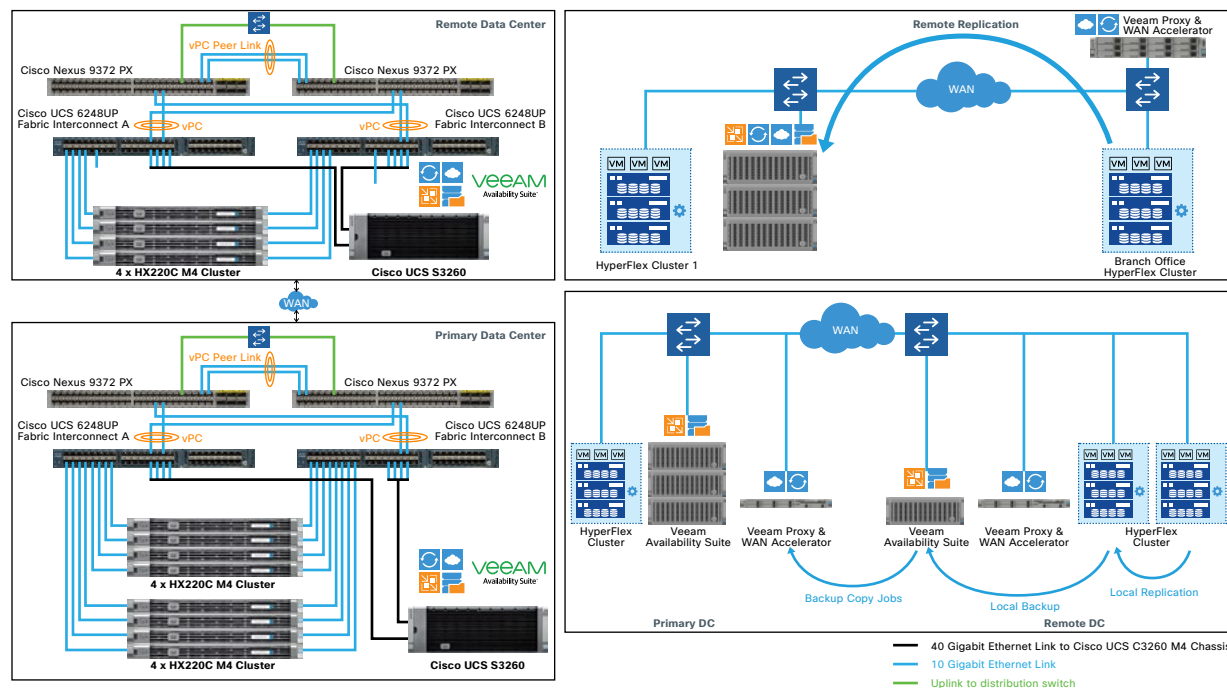 Remote Data Center
vPC Peer Link
Cisco Nexus 9372 PX
Cisco Nexus 9372 PX
Cisco UCS 6248UP
Fabric Interconnect A
vPC
vPC
Cisco UCS 6248UP
Fabric Interconnect B
VEEAM
Availability Suite
4 x HX220C M4 Cluster
Cisco UCS S3260
WAN
Primary Data Center
vPC Peer Link
Cisco Nexus 9372 PX
Cisco Nexus 9372 PX
Cisco UCS 6248UP
Fabric Interconnect A
vPC
vPC
Cisco UCS 6248UP
Fabric Interconnect B
4 x HX220C M4 Cluster
VEEAM
Availability Suite
4 x HX220C M4 Cluster
Cisco UCS S3260
Remote Replication
Veeam Proxy &
WAN Accelerator
WAN
VM VM VM
VM VM VM
HyperFlex Cluster 1
Branch Office
HyperFlex Cluster
WAN
VM VM VM
VM VM VM
VM VM VM
HyperFlex
Cluster
Veeam
Availability Suite
Veeam Proxy &
WAN Accelerator
Veeam
Availability Suite
Veeam Proxy &
WAN Accelerator
HyperFlex
Cluster
Backup Copy Jobs
Local Backup
Local Replication
Primary DC
Remote DC
40 Gigabit Ethernet Link to Cisco UCS C3260 M4 Chassis
10 Gigabit Ethernet Link
Uplink to distribution switch